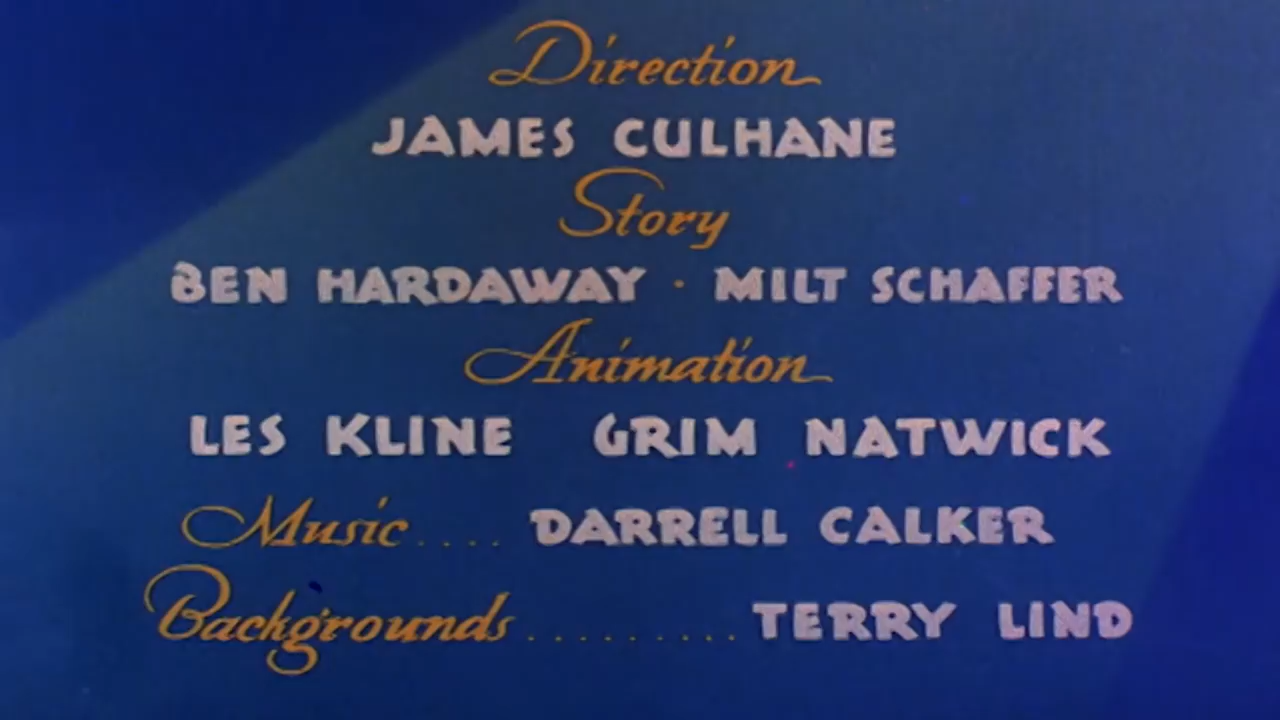 Direction
JAMES CULHANE
Story
BEN HARDAWAY · MILT SCHAFFER
Animation
LES KLINE GRIM NATWICK
Music.... DARRELL CALKER
Backgrounds.......... TERRY LIND